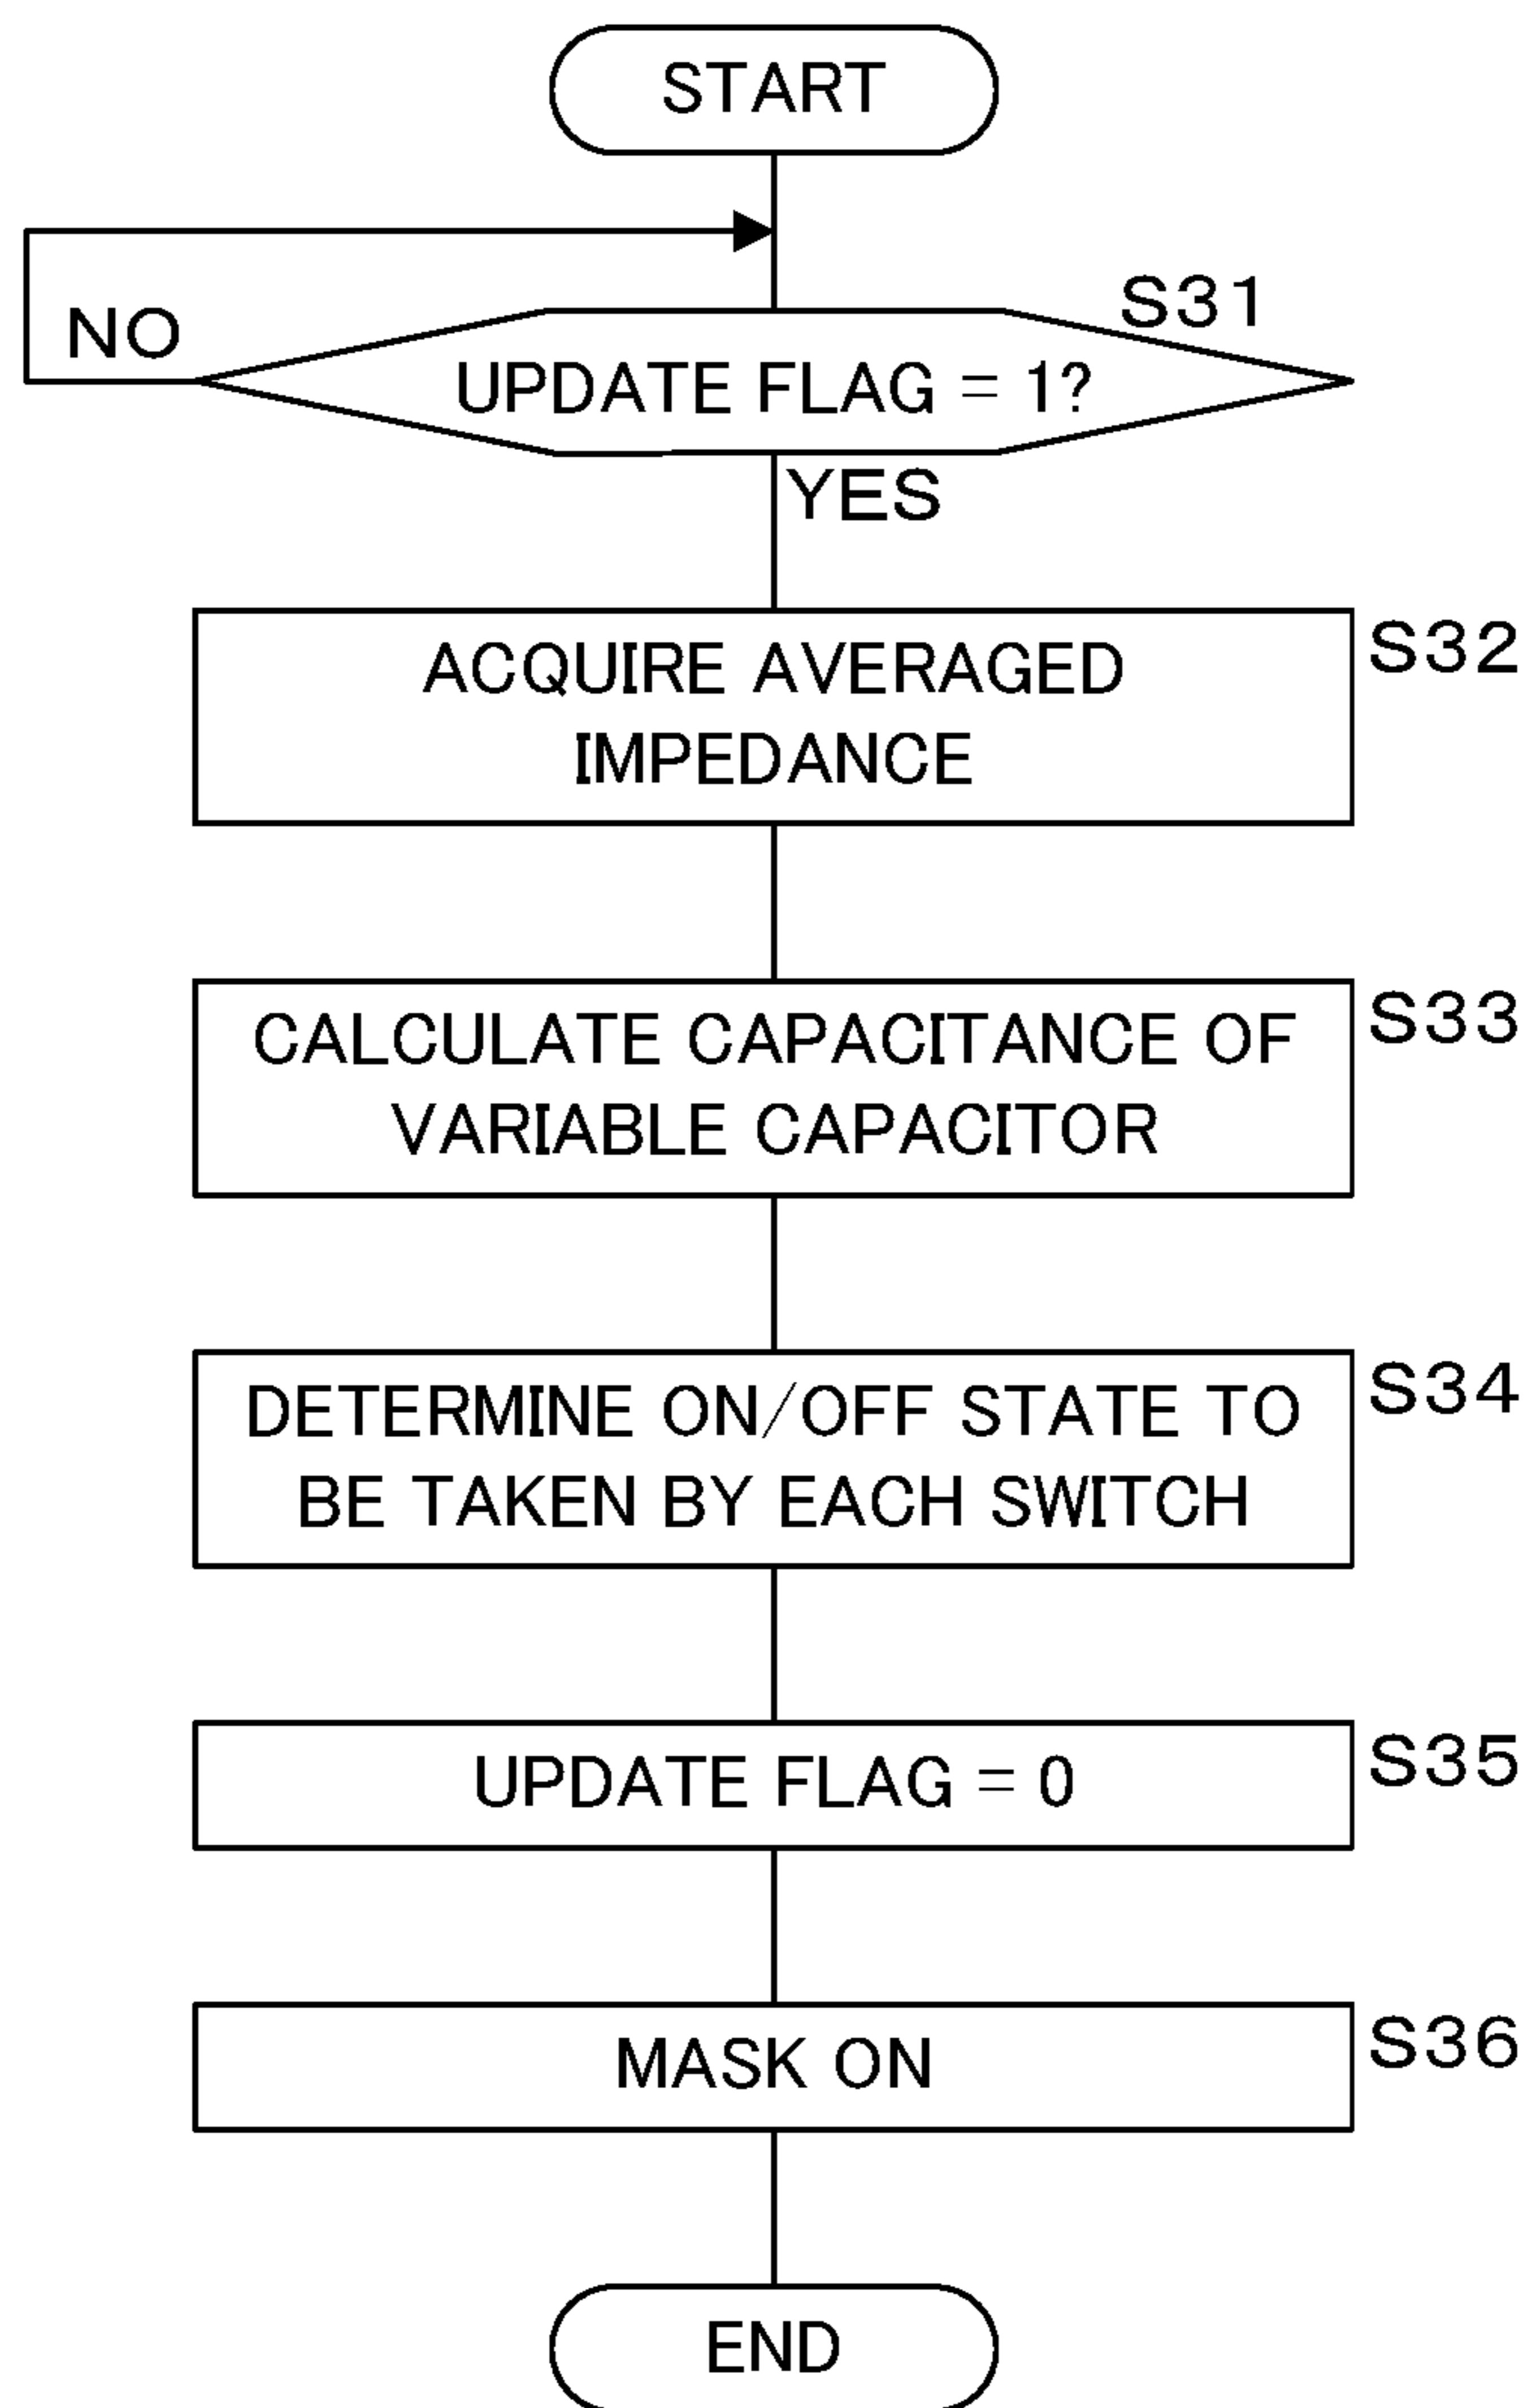 START
S31
NO
UPDATE FLAG = 1?
YES
ACQUIRE AVERAGED
IMPEDANCE
S32
CALCULATE CAPACITANCE OF
VARIABLE CAPACITOR
S33
DETERMINE ON/OFF STATE TO
BE TAKEN BY EACH SWITCH
S34
UPDATE FLAG = 0
S35
MASK ON
S36
END